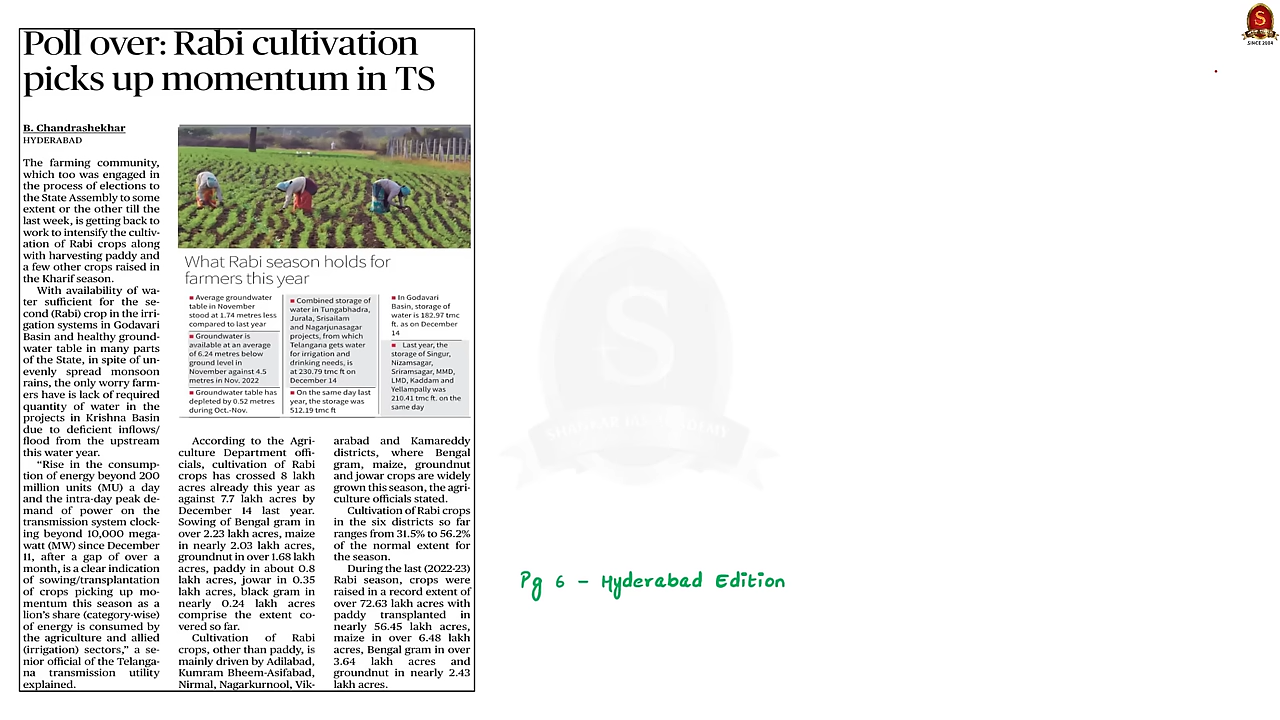 Poll over: Rabi cultivation
picks up momentum in TS
B. Chandrashekhar
HYDERABAD
The farming community,
which too was engaged in
the process of elections to
the State Assembly to some
extent or the other till the
last week, is getting back to
work to intensify the cultiv-
ation of Rabi crops along
with harvesting paddy and
a few other crops raised in
the Kharif season.
With availability of wa-
ter sufficient for the se-
cond (Rabi) crop in the irri-
gation systems in Godavari
Basin and healthy ground-
water table in many parts
of the State, in spite of un-
evenly spread monsoon
rains, the only worry farm-
ers have is lack of required
quantity of water in the
projects in Krishna Basin
due to deficient inflows/
flood from the upstream
this water year.
“Rise in the consump-
tion of energy beyond 200
million units (MU) a day
and the intra-day peak de-
mand of power on the
transmission system clock-
ing beyond 10,000 mega-
watt (MW) since December
11, after a gap of over a
month, is a clear indication
of sowing/transplantation
of crops picking up mo-
mentum this season as a
lion’s share (category-wise)
of energy is consumed by
the agriculture and allied
(irrigation) sectors,” a se-
nior official of the Telanga-
na transmission utility
explained.
What Rabi season holds for
farmers this year
Average groundwater
table in November
stood at 1.74 metres less
compared to last year
Groundwater is
available at an average
of 6.24 metres below
ground level in
November against 4.5
metres in Nov. 2022
Groundwater table has
depleted by 0.52 metres
during Oct.-Nov.
Combined storage of
water in Tungabhadra,
Jurala, Srisailam
and Nagarjunasagar
projects, from which
Telangana gets water
for irrigation and
drinking needs, is
at 230.79 tmc ft on
December 14
On the same day last
year, the storage was
512.19 tmc ft
In Godavari
Basin, storage of
water is 182.97 tmc
ft. as on December
14
Last year, the
storage of Singur,
Nizamsagar,
Sriramsagar, MMD,
LMD, Kaddam and
Yellampally was
210.41 tmc ft. on the
same day
According to the Agri-
culture Department offi-
cials, cultivation of Rabi
crops has crossed 8 lakh
acres already this year as
against 7.7 lakh acres by
December 14 last year.
Sowing of Bengal gram in
over 2.23 lakh acres, maize
in nearly 2.03 lakh acres,
groundnut in over 1.68 lakh
acres, paddy in about 0.8
lakh acres, jowar in 0.35
lakh acres, black gram in
nearly 0.24 lakh acres
comprise the extent co-
vered so far.
Cultivation of Rabi
crops, other than paddy, is
mainly driven by Adilabad,
Kumram Bheem-Asifabad,
Nirmal, Nagarkurnool, Vik-
arabad and Kamareddy
districts, where Bengal
gram, maize, groundnut
and jowar crops are widely
grown this season, the agri-
culture officials stated.
Cultivation of Rabi crops
in the six districts so far
ranges from 31.5% to 56.2%
of the normal extent for
the season.
During the last (2022-23)
Rabi season, crops were
raised in a record extent of
over 72.63 lakh acres with
paddy transplanted in
nearly 56.45 lakh acres,
maize in over 6.48 lakh
acres, Bengal gram in over
3.64 lakh acres and
groundnut in nearly 2.43
lakh acres.
Pg 6 - Hyderabad Edition
S
SHANKAR IAS ACADEMY
S
SINCE 2004